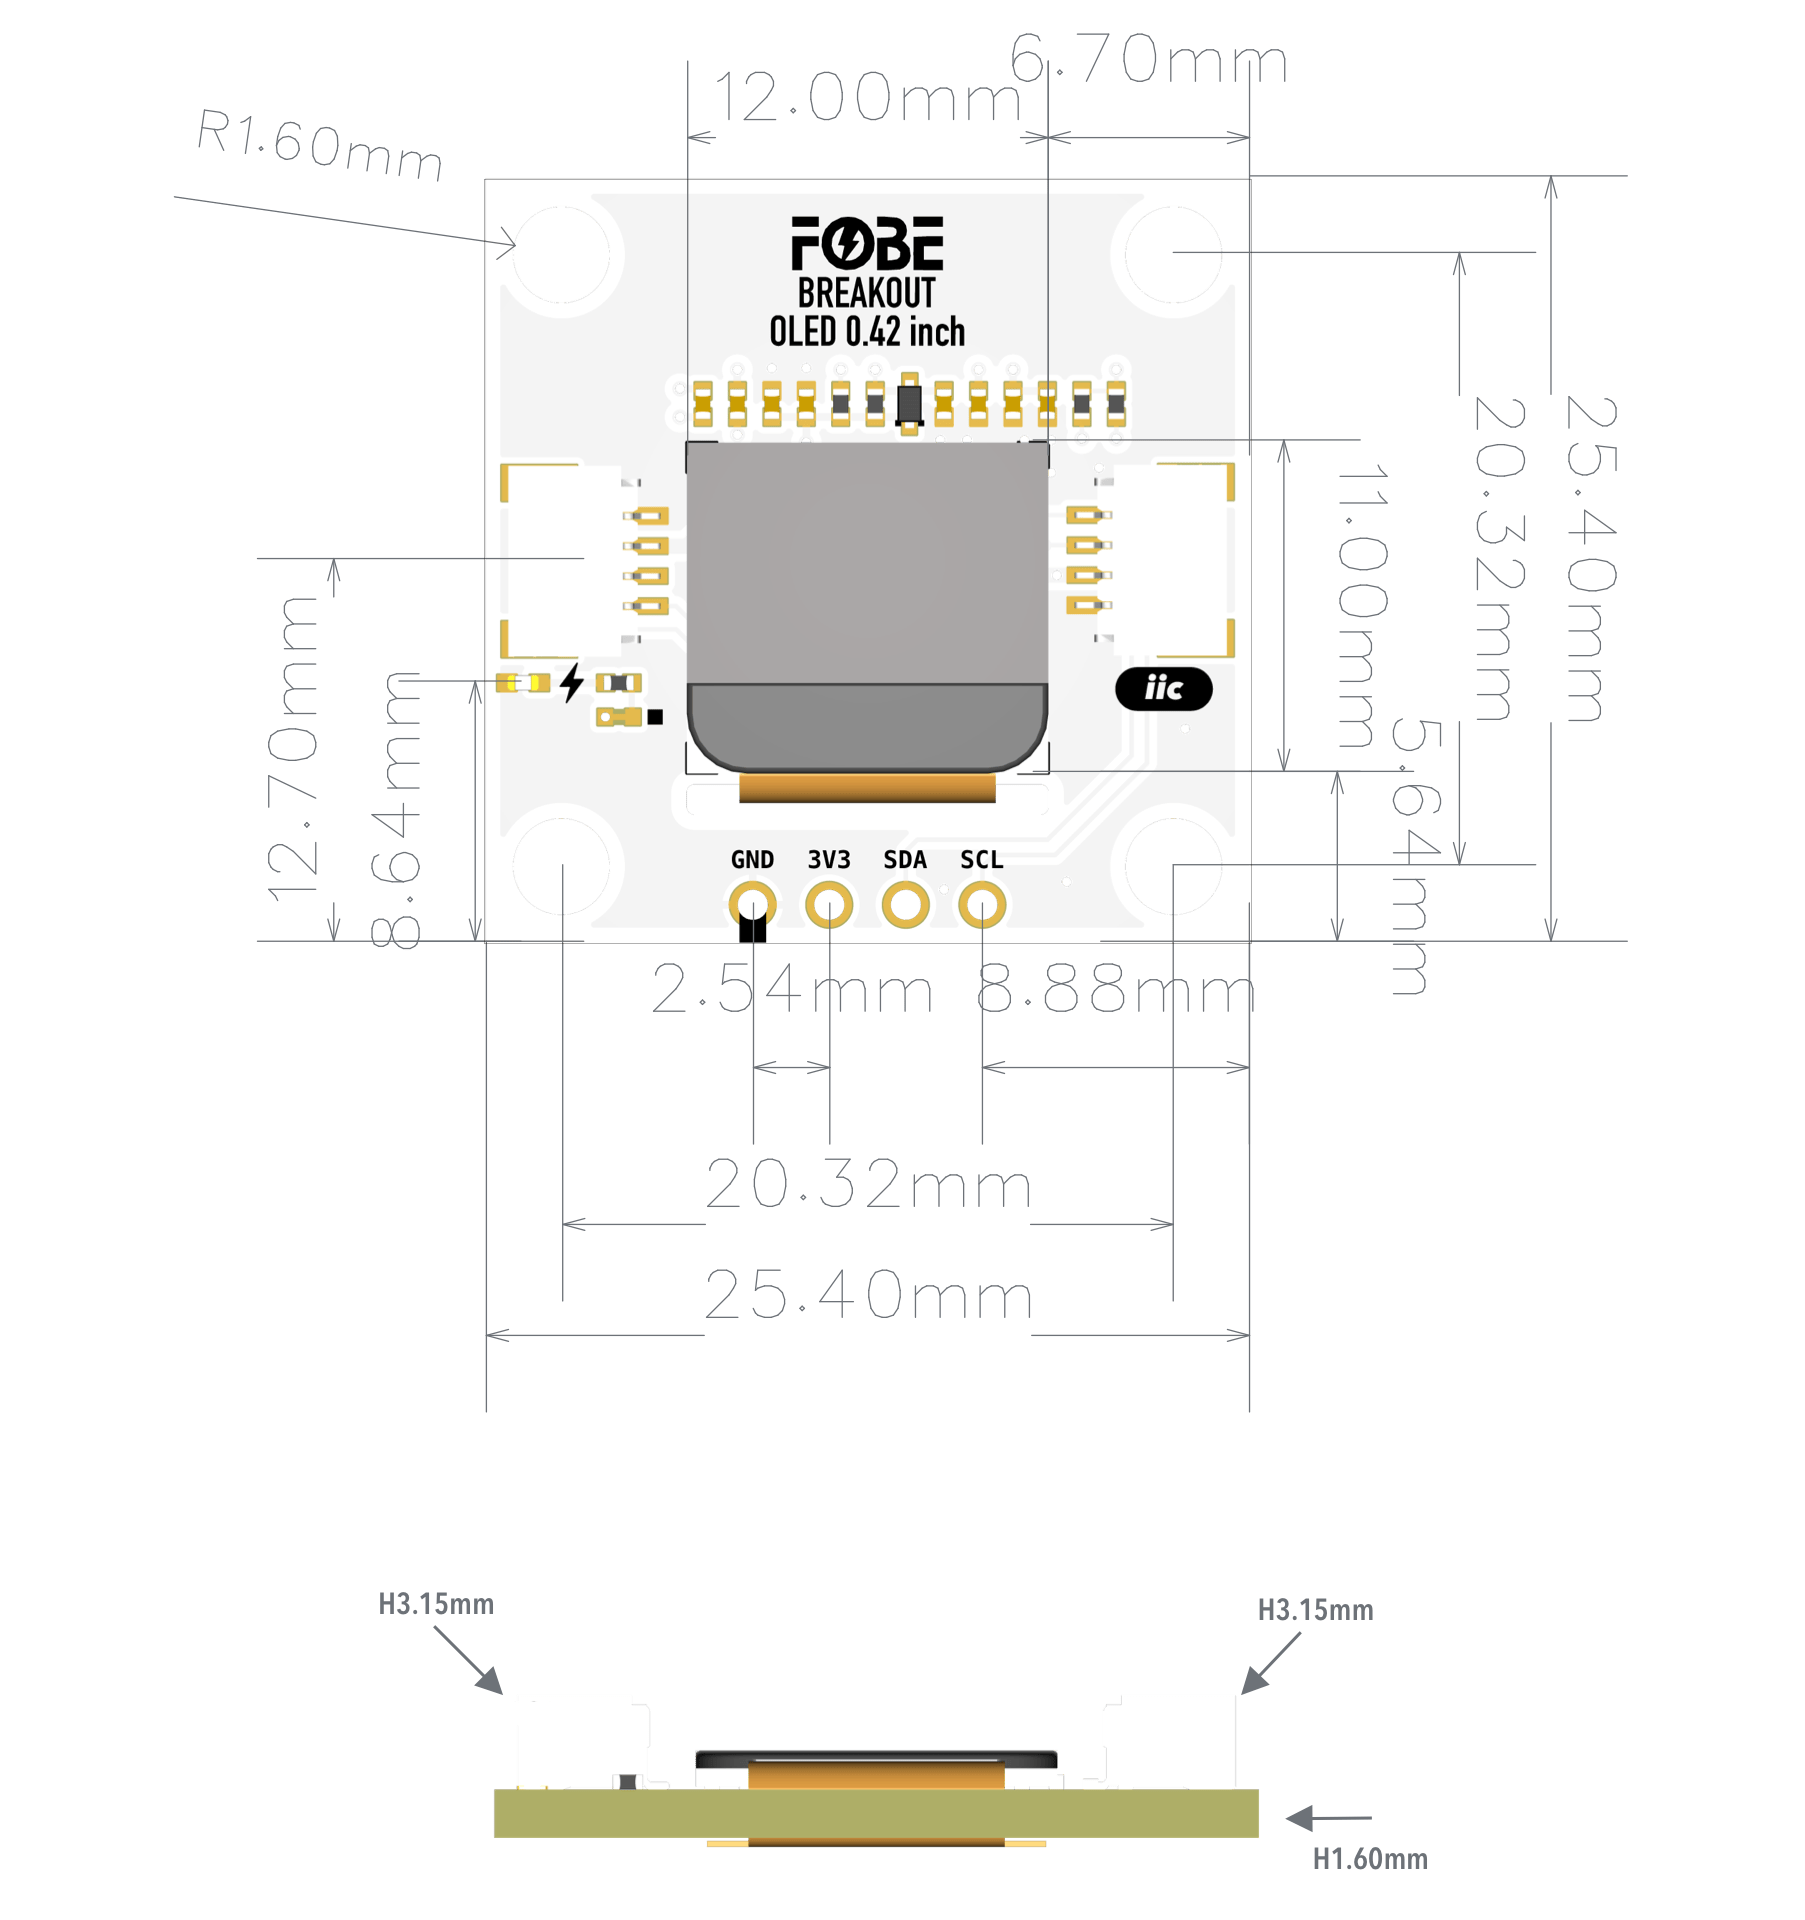 6.70mm
12.00mm
R1.60mm
FOBE
BREAKOUT
OLED 0.42 inch
25.40mm
20.32mm
11.00mm
12.70mm
8.64mm
iic
5.64mm
GND 3V3 SDA SCL
2.54mm 8.88mm
20.32mm
25.40mm
H3.15mm
H3.15mm
H1.60mm